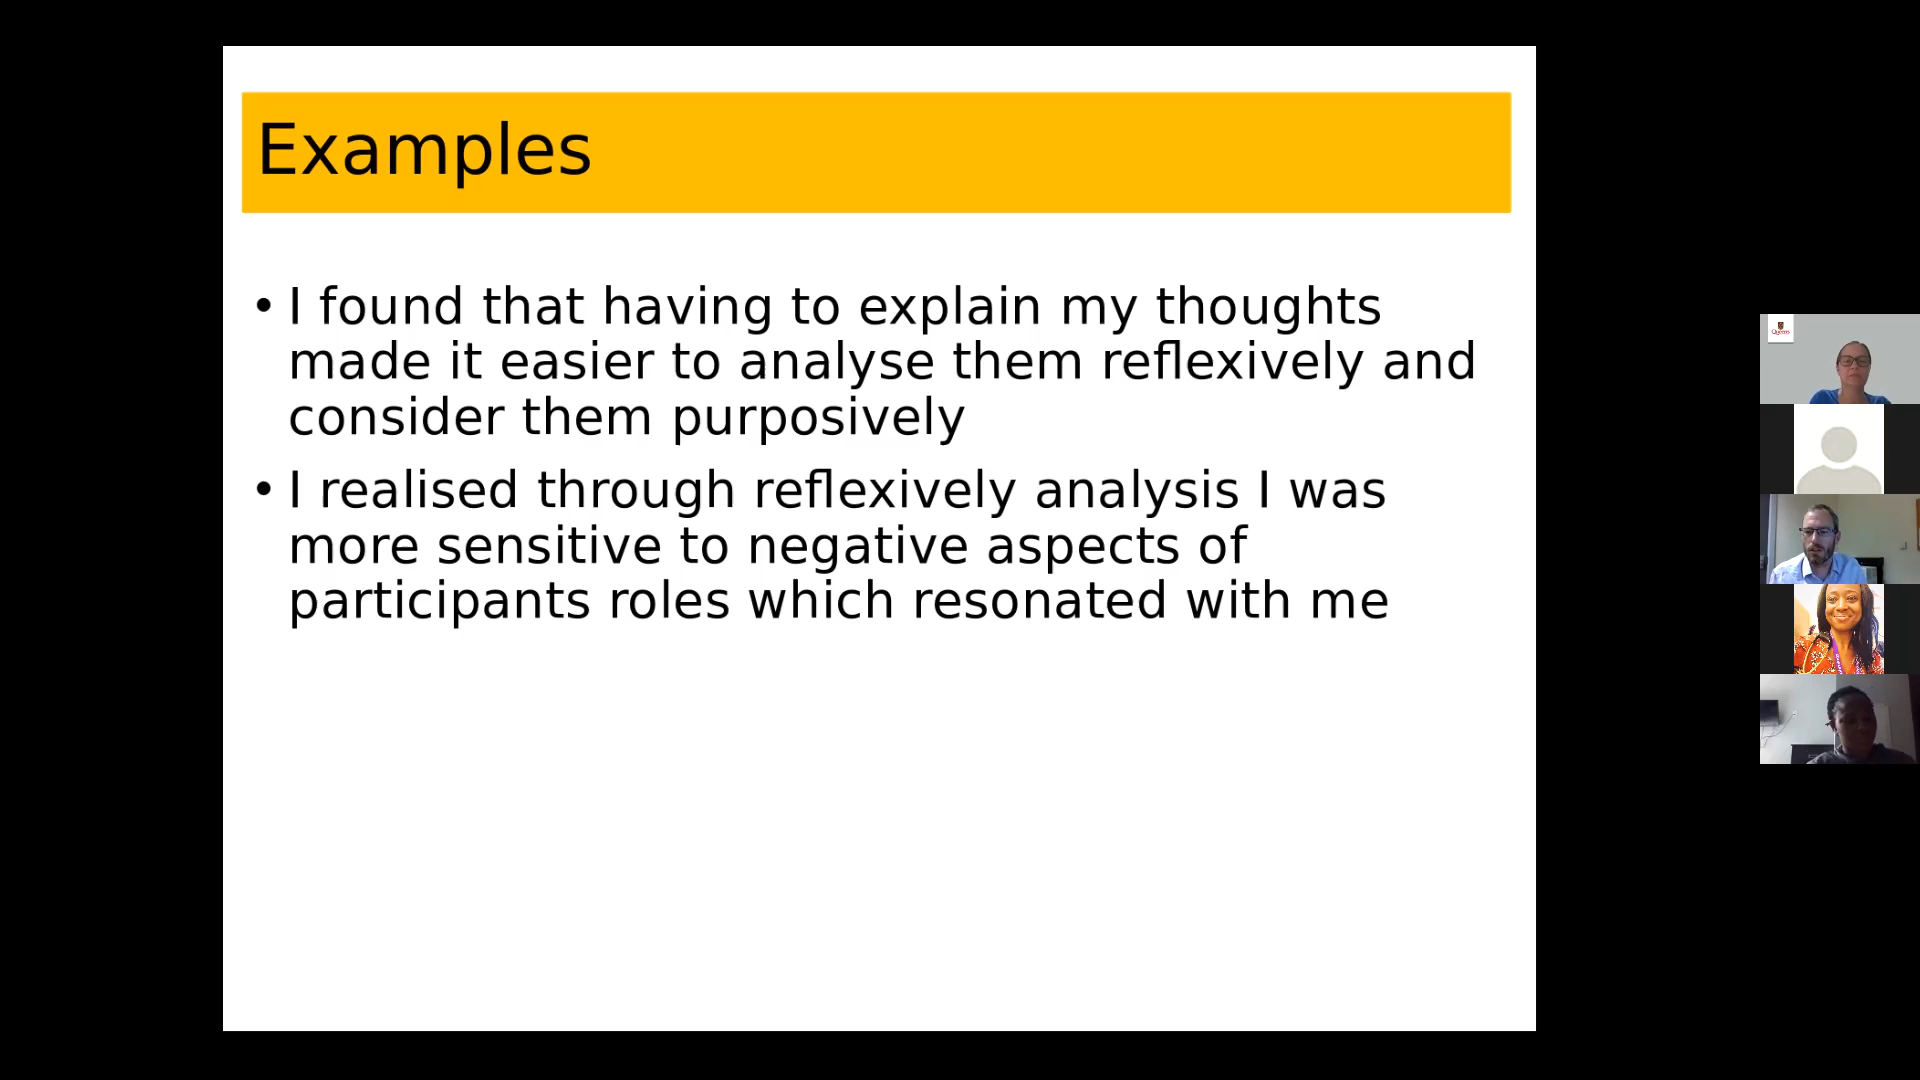 Examples
• I found that having to explain my thoughts
made it easier to analyse them reflexively and
consider them purposively
• I realised through reflexively analysis I was
more sensitive to negative aspects of
participants roles which resonated with me
Queen's